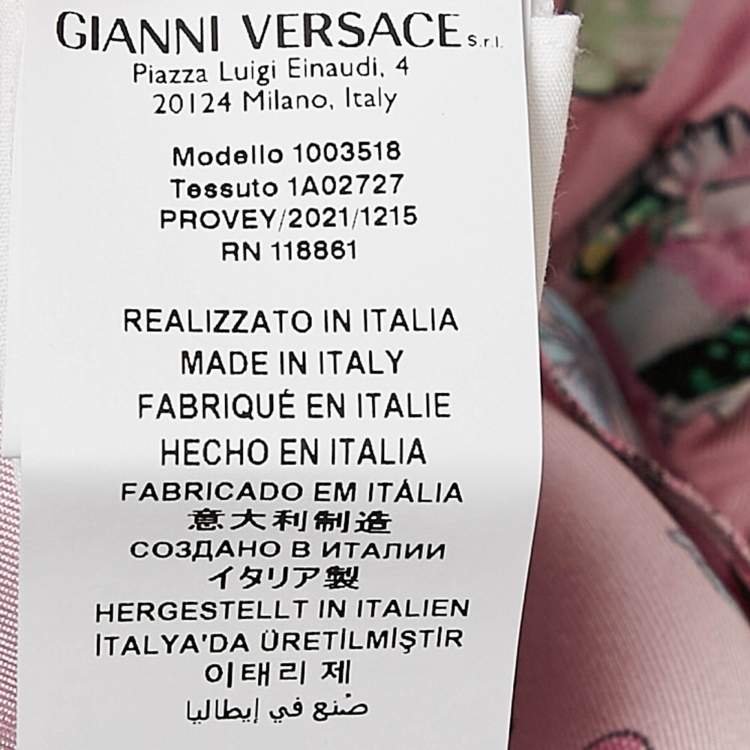 GIANNI VERSACE S.r.l.
Piazza Luigi Einaudi, 4
20124 Milano, Italy
Modello 1003518
Tessuto 1A02727
PROVEY/2021/1215
RN 118861
REALIZZATO IN ITALIA
MADE IN ITALY
FABRIQUÉ EN ITALIE
HECHO EN ITALIA
FABRICADO EM ITÁLIA
意大利制造
СОЗДАНО В ИТАЛИИ
イタリア製
HERGESTELLT IN ITALIEN
İTALYA'DA ÜRETİLMİŞTİR
이태리 제
صُنع في إيطاليا